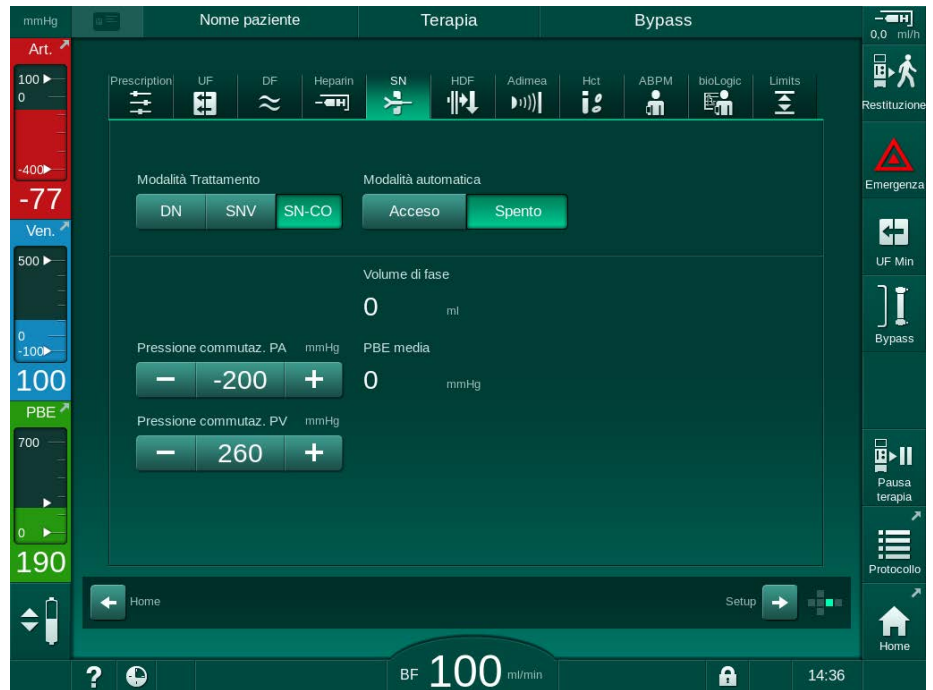 mmHg
Nome paziente
Terapia
Bypass
0,0 ml/h
Art.
100
0
-400
-77
Ven.
500
0
-100
100
PBE
700
0
190
Prescription
UF
DF
Heparin
SN
HDF
Adimea
Hct
ABPM
bioLogic
Limits
Modalità Trattamento
DN SNV SN-CO
Modalità automatica
Acceso Spento
Volume di fase
0 ml
Pressione commutaz. PA mmHg
-200
PBE media
0 mmHg
Pressione commutaz. PV mmHg
260
Home
Setup
Restituzione
Emergenza
UF Min
Bypass
Pausa
terapia
Protocollo
Home
?
BF 100 ml/min
14:36